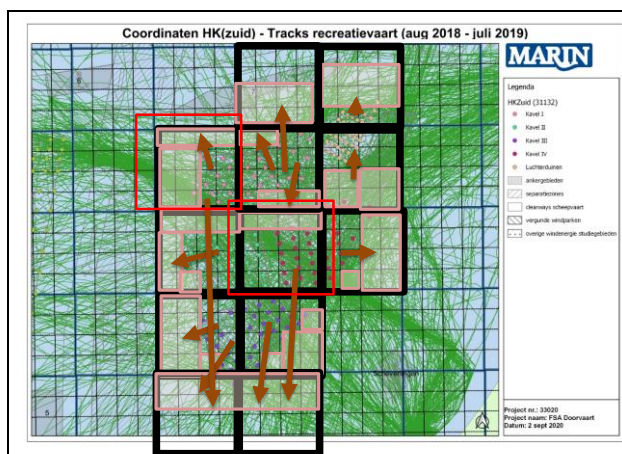 Coordinaten HK(zuid) - Tracks recreatievaart (aug 2018 - juli 2019)
MARIN
Legenda
HKZuid (31132)
Kavel I
Kavel II
Kavel III
Kavel IV
Luchterduinen
ankergebieden
separatiezones
clearways scheepvaart
vergunde windparken
overige windenergie studiegebieden
6
Scheveningen
5
Project nr.: 33020
Project naam: FSA Doorvaart
Datum: 2 sept 2020